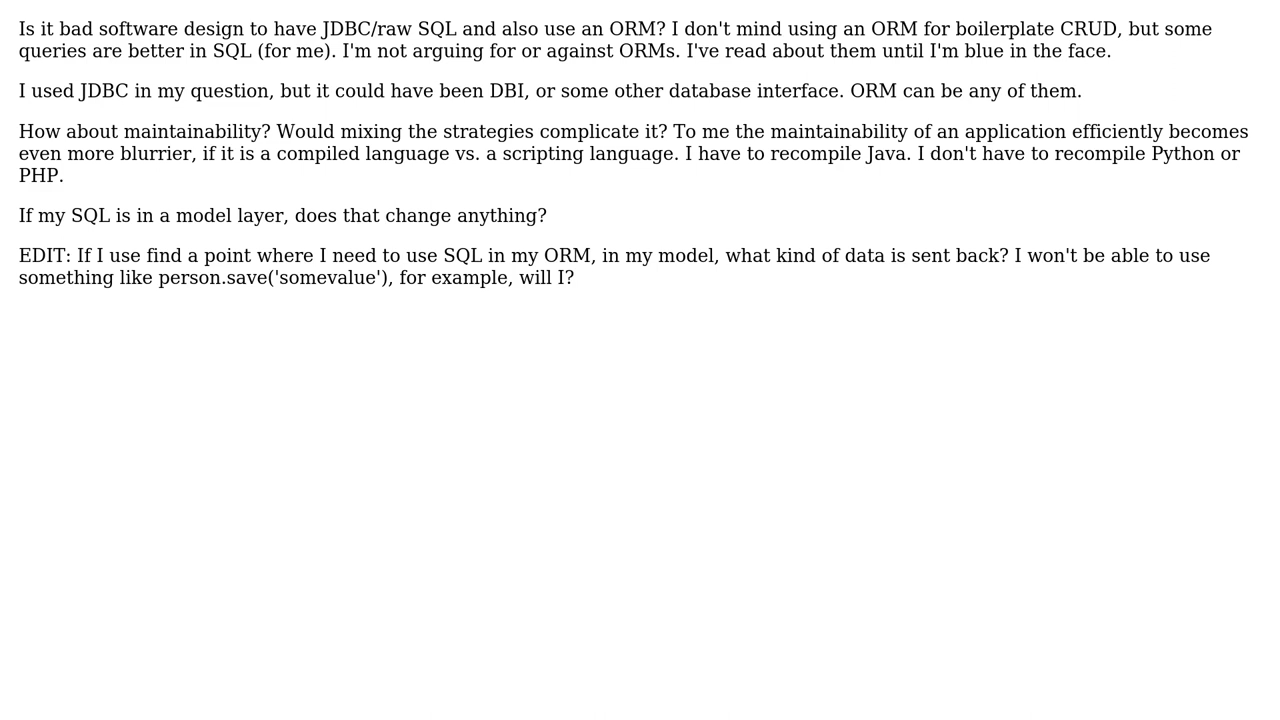 Is it bad software design to have JDBC/raw SQL and also use an ORM? I don't mind using an ORM for boilerplate CRUD, but some
queries are better in SQL (for me). I'm not arguing for or against ORMs. I've read about them until I'm blue in the face.
I used JDBC in my question, but it could have been DBI, or some other database interface. ORM can be any of them.
How about maintainability? Would mixing the strategies complicate it? To me the maintainability of an application efficiently becomes
even more blurrier, if it is a compiled language vs. a scripting language. I have to recompile Java. I don't have to recompile Python or
PHP.
If my SQL is in a model layer, does that change anything?
EDIT: If I use find a point where I need to use SQL in my ORM, in my model, what kind of data is sent back? I won't be able to use
something like person.save('somevalue'), for example, will I?